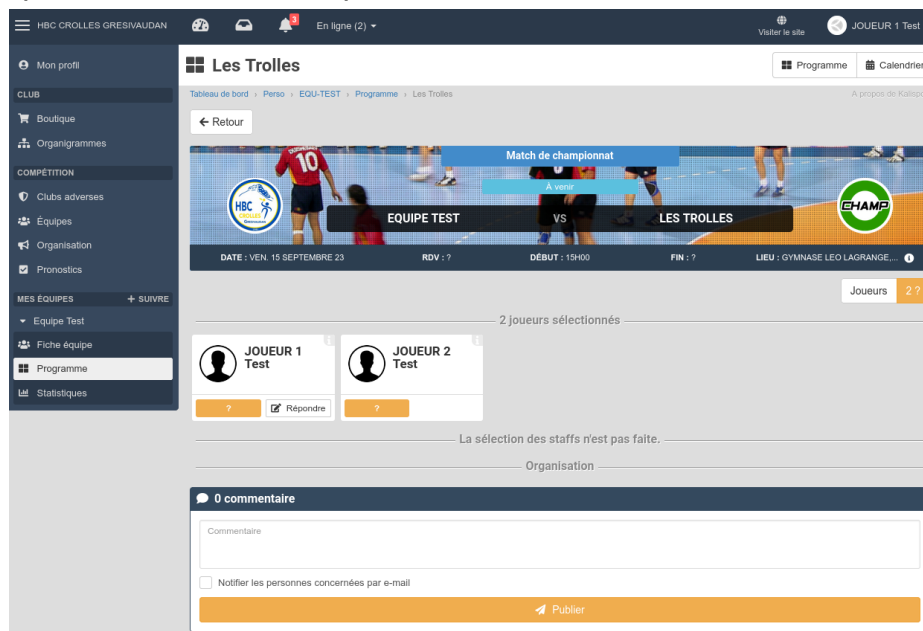 HBC CROLLES GRESIVAUDAN
3
En ligne (2)
Visiter le site
JOUEUR 1 Test
Mon profil
CLUB
Boutique
Organigrammes
COMPÉTITION
Clubs adverses
Équipes
Organisation
Pronostics
MES ÉQUIPES + SUIVRE
Equipe Test
Fiche équipe
Programme
Statistiques
Les Trolles
Programme
Calendrier
Tableau de bord › Perso › EQU-TEST › Programme › Les Trolles
A propos de Kalisport
Retour
Match de championnat
10
À venir
HBC
CROLLES
CHAMP
EQUIPE TEST VS LES TROLLES
DATE : VEN. 15 SEPTEMBRE 23 RDV : ? DÉBUT : 15H00 FIN : ? LIEU : GYMNASE LEO LAGRANGE,...
Joueurs 2 ?
2 joueurs sélectionnés
JOUEUR 1
Test
? Répondre
JOUEUR 2
Test
?
La sélection des staffs n'est pas faite.
Organisation
0 commentaire
Commentaire
Notifier les personnes concernées par e-mail
Publier